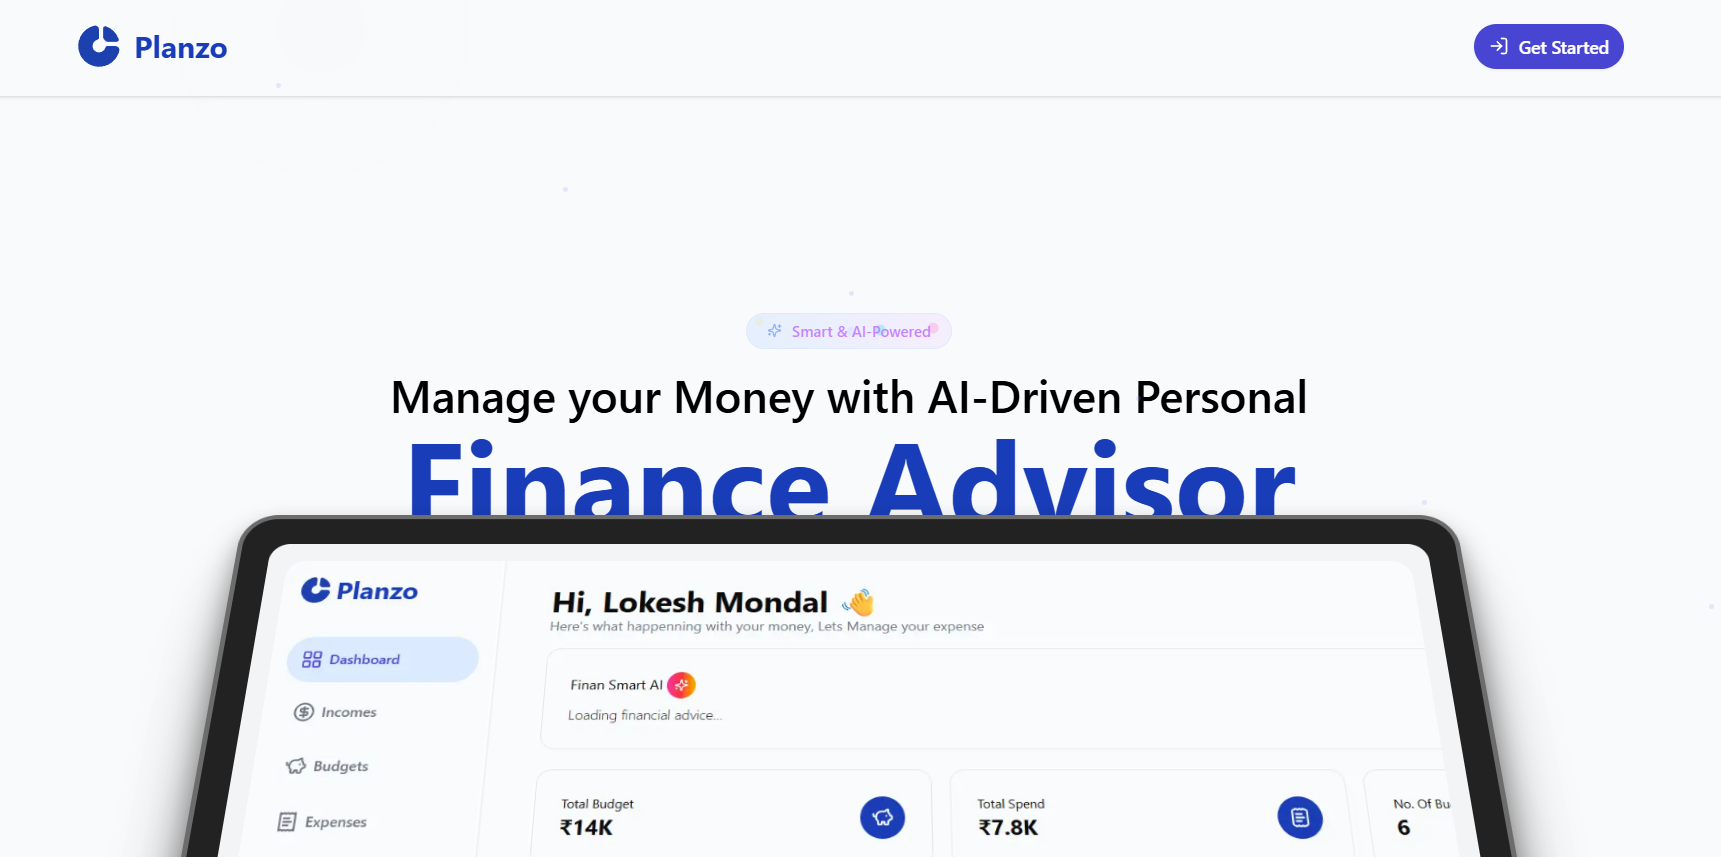 Planzo
Get Started
Smart & AI-Powered
Manage your Money with AI-Driven Personal
Finance Advisor
Planzo
Hi, Lokesh Mondal 👋
Here's what happenning with your money, Lets Manage your expense
Dashboard
Finan Smart AI
Loading financial advice...
Incomes
Budgets
Expenses
Total Budget
₹14K
Total Spend
₹7.8K
No. Of Bu
6